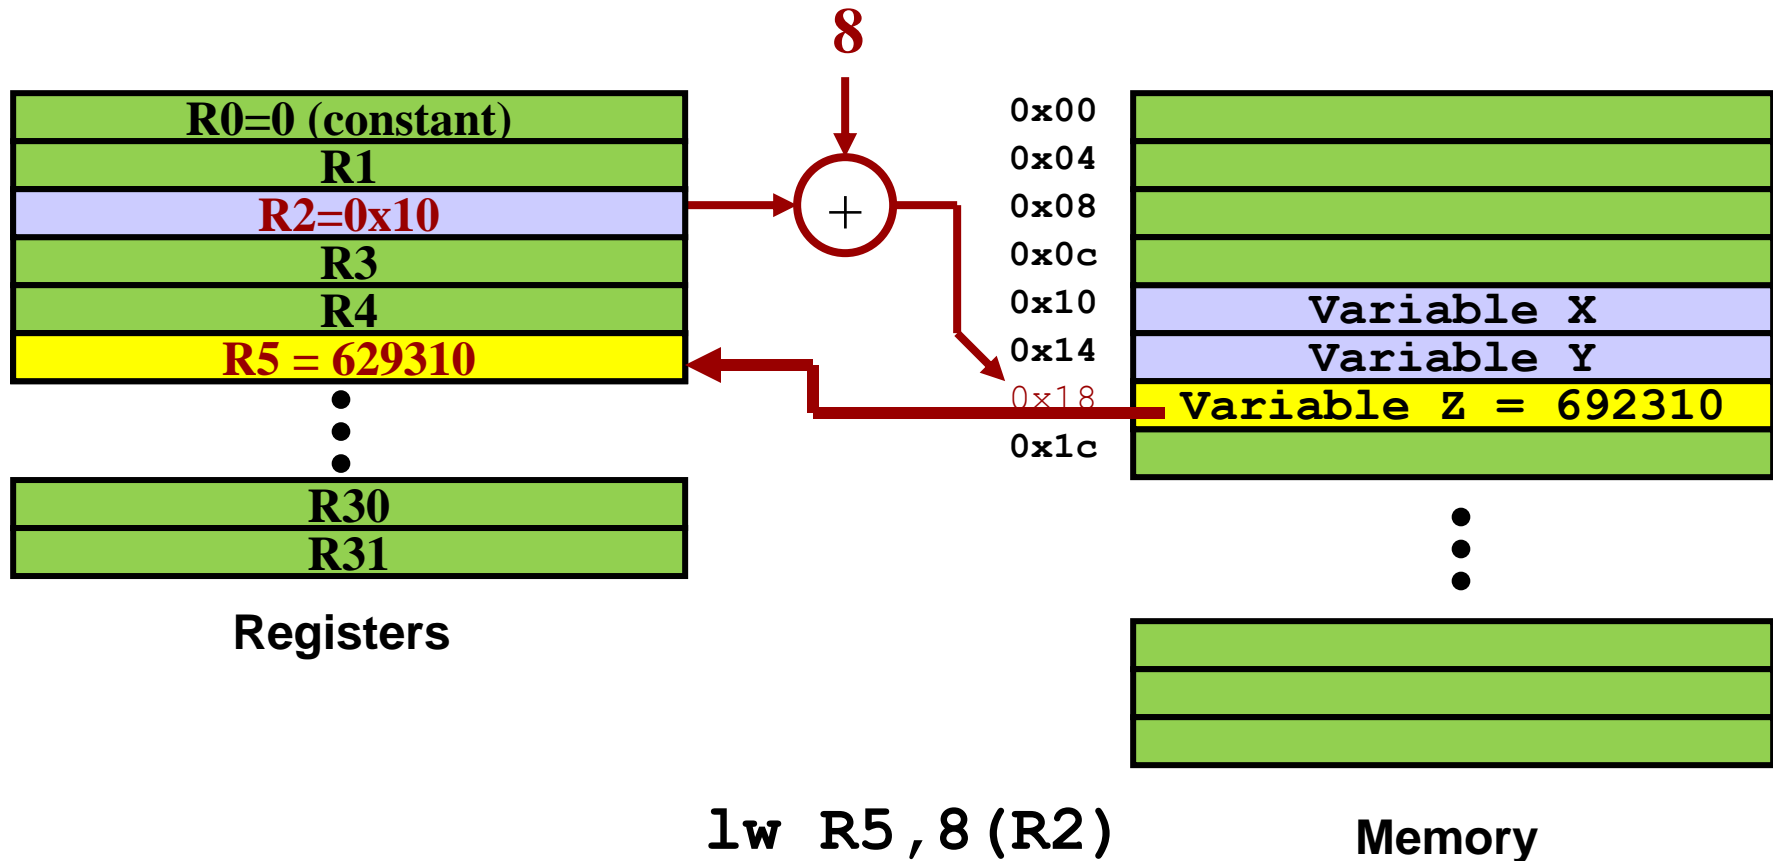 8
R0=0 (constant)
R1
R2=0x10
R3
R4
R5 = 629310
R30
R31
Registers
+
0x00
0x04
0x08
0x0c
0x10
0x14
0x18
0x1c
Variable X
Variable Y
Variable Z = 692310
lw R5,8(R2)
Memory